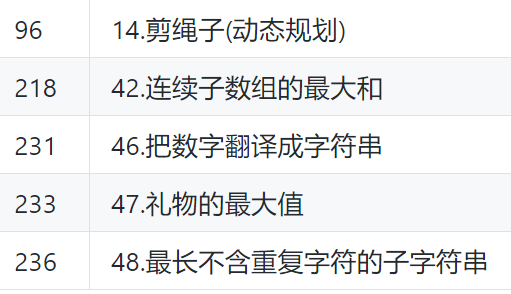 96 14.剪绳子(动态规划)
218 42.连续子数组的最大和
231 46.把数字翻译成字符串
233 47.礼物的最大值
236 48.最长不含重复字符的子字符串